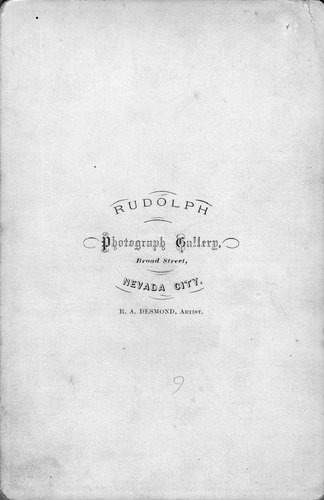 RUDOLPH
Photograph Gallery,
Broad Street,
NEVADA CITY.
R. A. DESMOND, ARTIST.
9